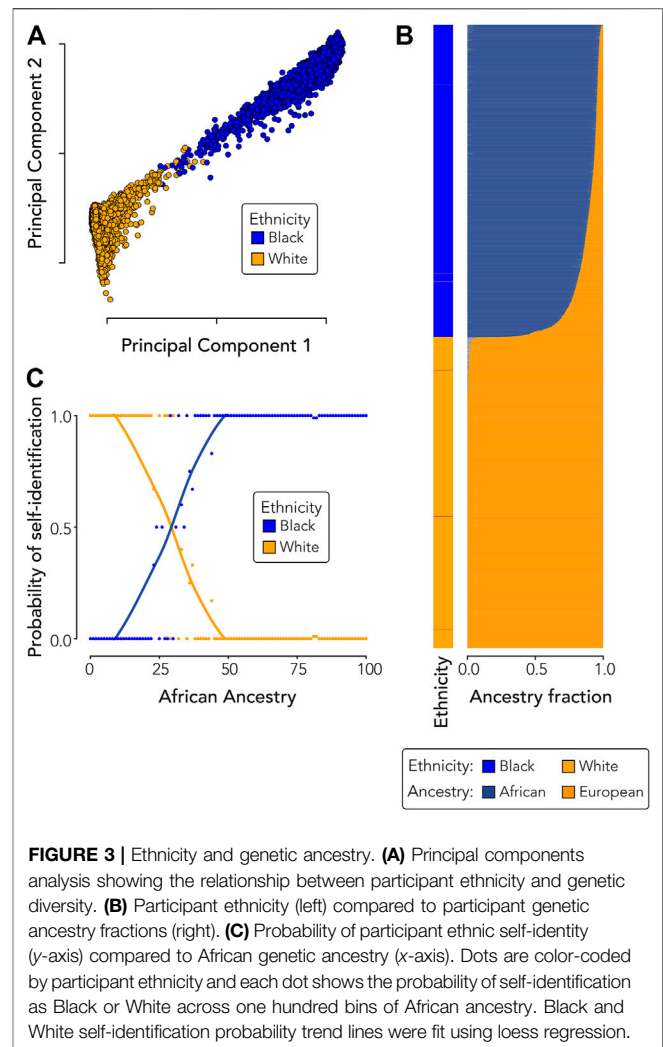 A
Principal Component 2
Ethnicity
Black
White
Principal Component 1
B
Ethnicity
0.0 0.5 1.0
Ancestry fraction
C
Probability of self-identification
1.0
0.5
0.0
Ethnicity
Black
White
0 25 50 75 100
African Ancestry
Ethnicity: Black White
Ancestry: African European
FIGURE 3 | Ethnicity and genetic ancestry. (A) Principal components
analysis showing the relationship between participant ethnicity and genetic
diversity. (B) Participant ethnicity (left) compared to participant genetic
ancestry fractions (right). (C) Probability of participant ethnic self-identity
(y-axis) compared to African genetic ancestry (x-axis). Dots are color-coded
by participant ethnicity and each dot shows the probability of self-identification
as Black or White across one hundred bins of African ancestry. Black and
White self-identification probability trend lines were fit using loess regression.